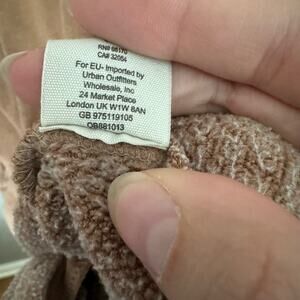 RN# 66170
CA# 32054
For EU- Imported by
Urban Outfitters
Wholesale, Inc
24 Market Place
London UK W1W 8AN
GB 975119105
OB881013